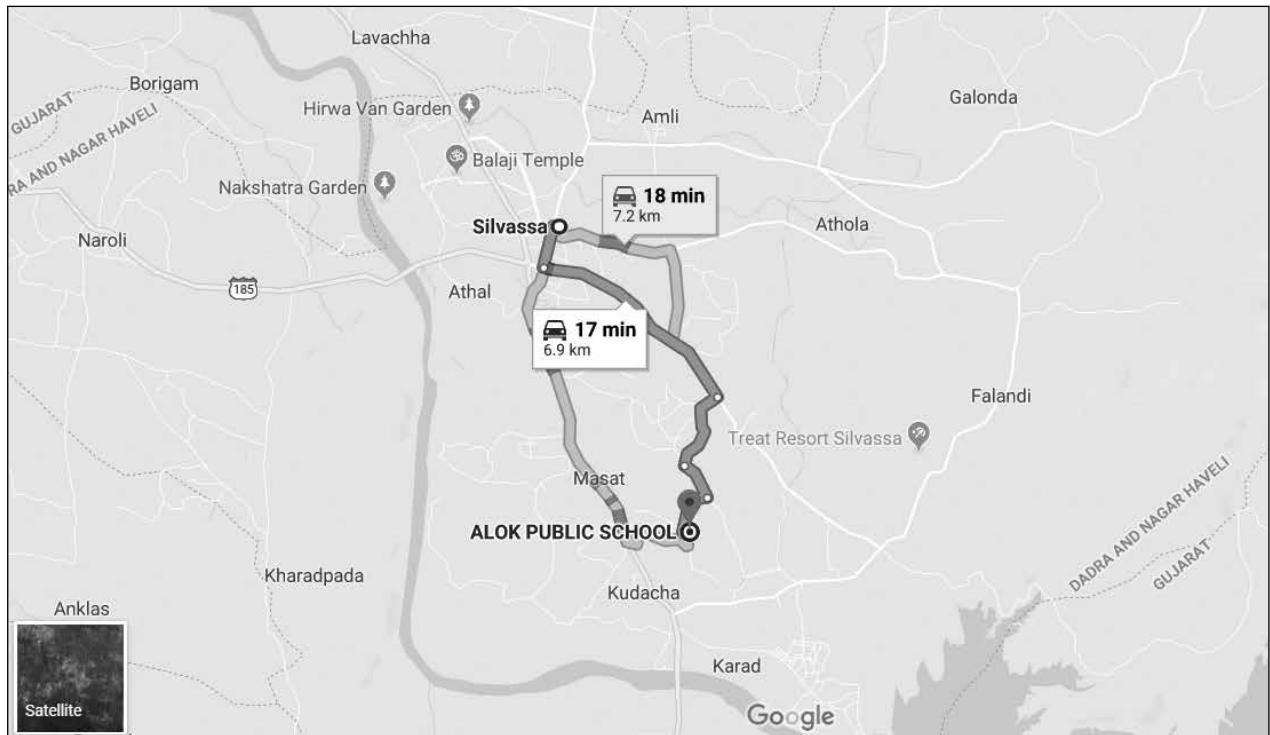 Lavachha
Borigam
Galonda
GUJARAT
DADRA AND NAGAR HAVELI
Hirwa Van Garden
Amli
Balaji Temple
Nakshatra Garden
18 min
7.2 km
Silvassa
Athola
Naroli
185
Athal
17 min
6.9 km
Falandi
Treat Resort Silvassa
Masat
ALOK PUBLIC SCHOOL
DADRA AND NAGAR HAVELI
GUJARAT
Kharadpada
Kudacha
Anklas
Karad
Satellite
Google